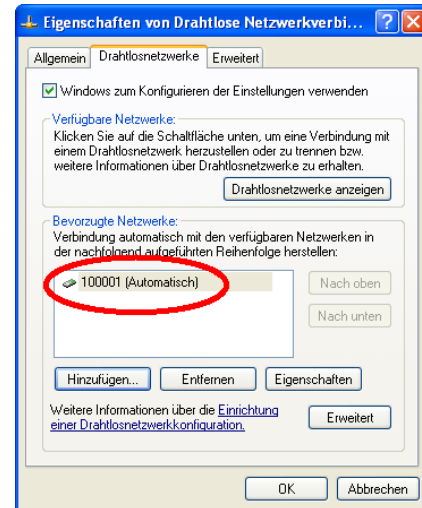 Eigenschaften von Drahtlose Netzwerkverbi...
Allgemein Drahtlosnetzwerke Erweitert
Windows zum Konfigurieren der Einstellungen verwenden
Verfügbare Netzwerke:
Klicken Sie auf die Schaltfläche unten, um eine Verbindung mit
einem Drahtlosnetzwerk herzustellen oder zu trennen bzw.
weitere Informationen über Drahtlosnetzwerke zu erhalten.
Drahtlosnetzwerke anzeigen
Bevorzugte Netzwerke:
Verbindung automatisch mit den verfügbaren Netzwerken in
der nachfolgend aufgeführten Reihenfolge herstellen:
100001 (Automatisch)
Nach oben
Nach unten
Hinzufügen... Entfernen Eigenschaften
Weitere Informationen über die Einrichtung
einer Drahtlosnetzwerkkonfiguration.
Erweitert
OK Abbrechen